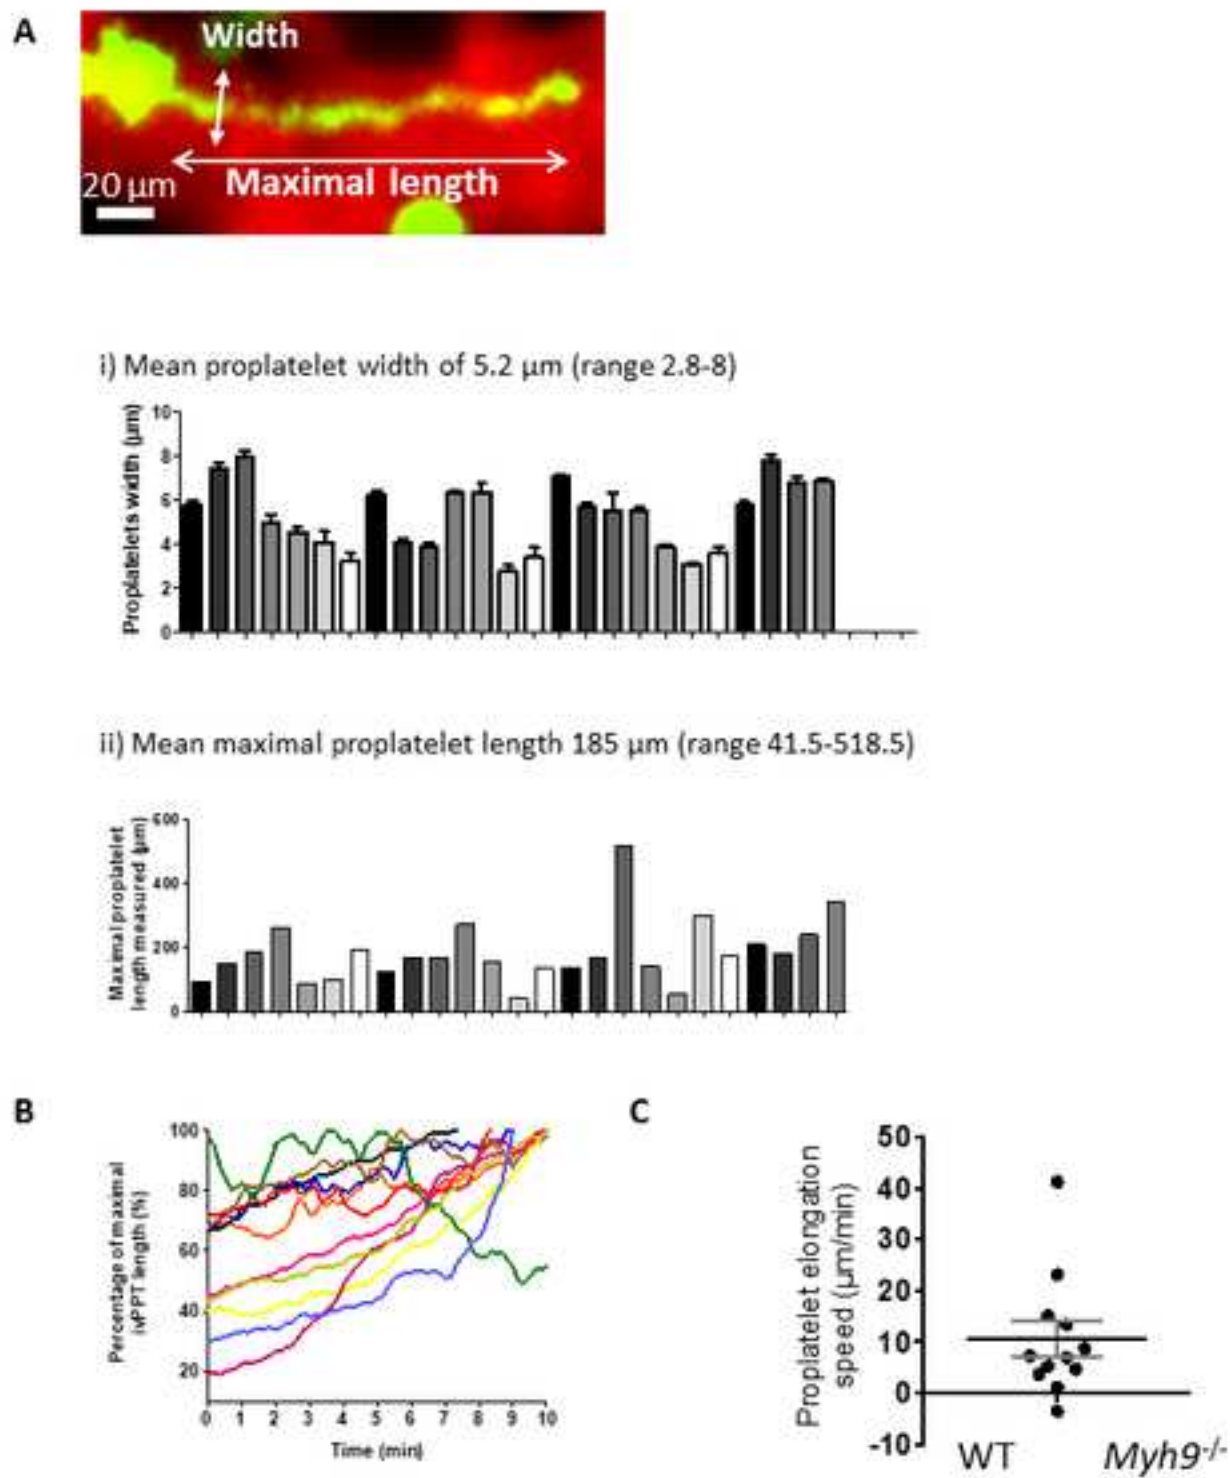 A
Width
20 µm
Maximal length
i) Mean proplatelet width of 5.2 µm (range 2.8-8)
Proplatelets width (µm)
10
8
6
4
2
0
ii) Mean maximal proplatelet length 185 µm (range 41.5-518.5)
Maximal proplatelet
length measured (µm)
600
400
200
0
B
Percentage of maximal
ivPPT length (%)
100
80
60
40
20
0 1 2 3 4 5 6 7 8 9 10
Time (min)
C
Proplatelet elongation
speed (µm/min)
50
40
30
20
10
0
-10
WT Myh9-/-